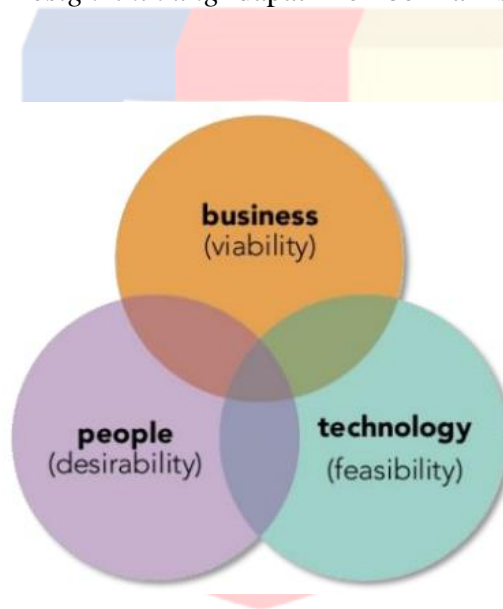 business
(viability)
people
(desirability)
technology
(feasibility)